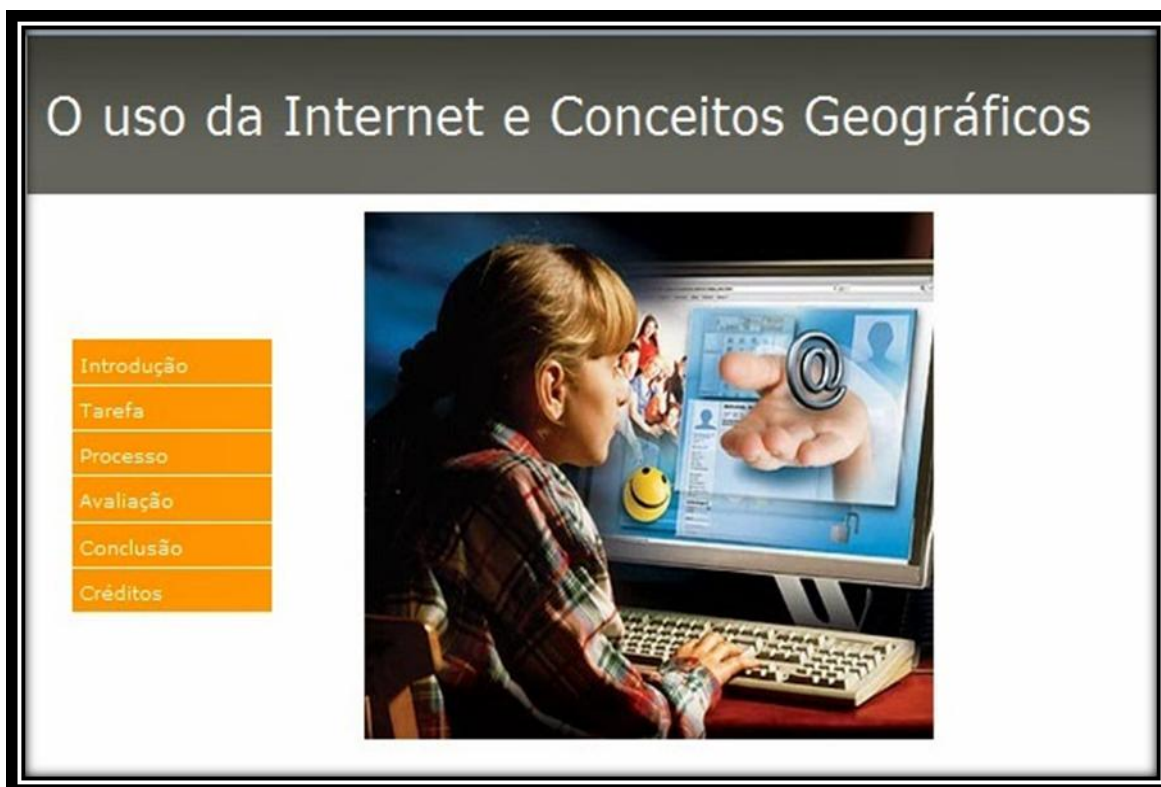 O uso da Internet e Conceitos Geográficos
Introdução
Tarefa
Processo
Avaliação
Conclusão
Créditos
@